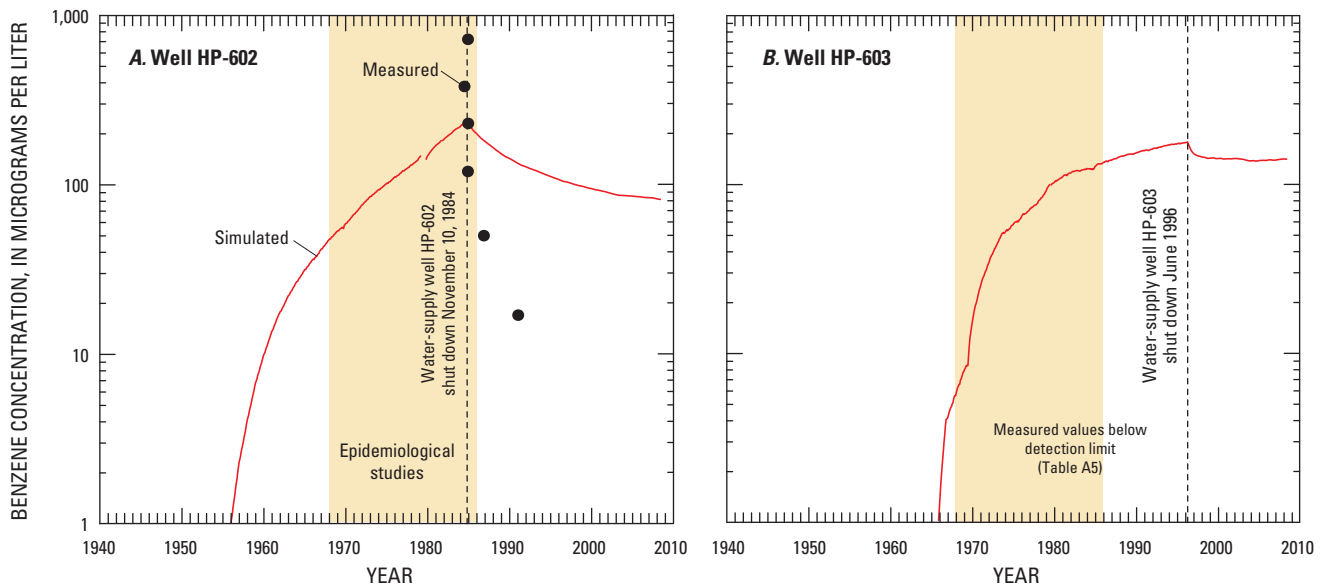 BENZENE CONCENTRATION, IN MICROGRAMS PER LITER
1,000
100
10
1
A. Well HP-602
Measured
Simulated
Water-supply well HP-602
shut down November 10, 1984
Epidemiological
studies
1940 1950 1960 1970 1980 1990 2000 2010
YEAR
B. Well HP-603
Water-supply well HP-603
shut down June 1996
Measured values below
detection limit
(Table A5)
1940 1950 1960 1970 1980 1990 2000 2010
YEAR